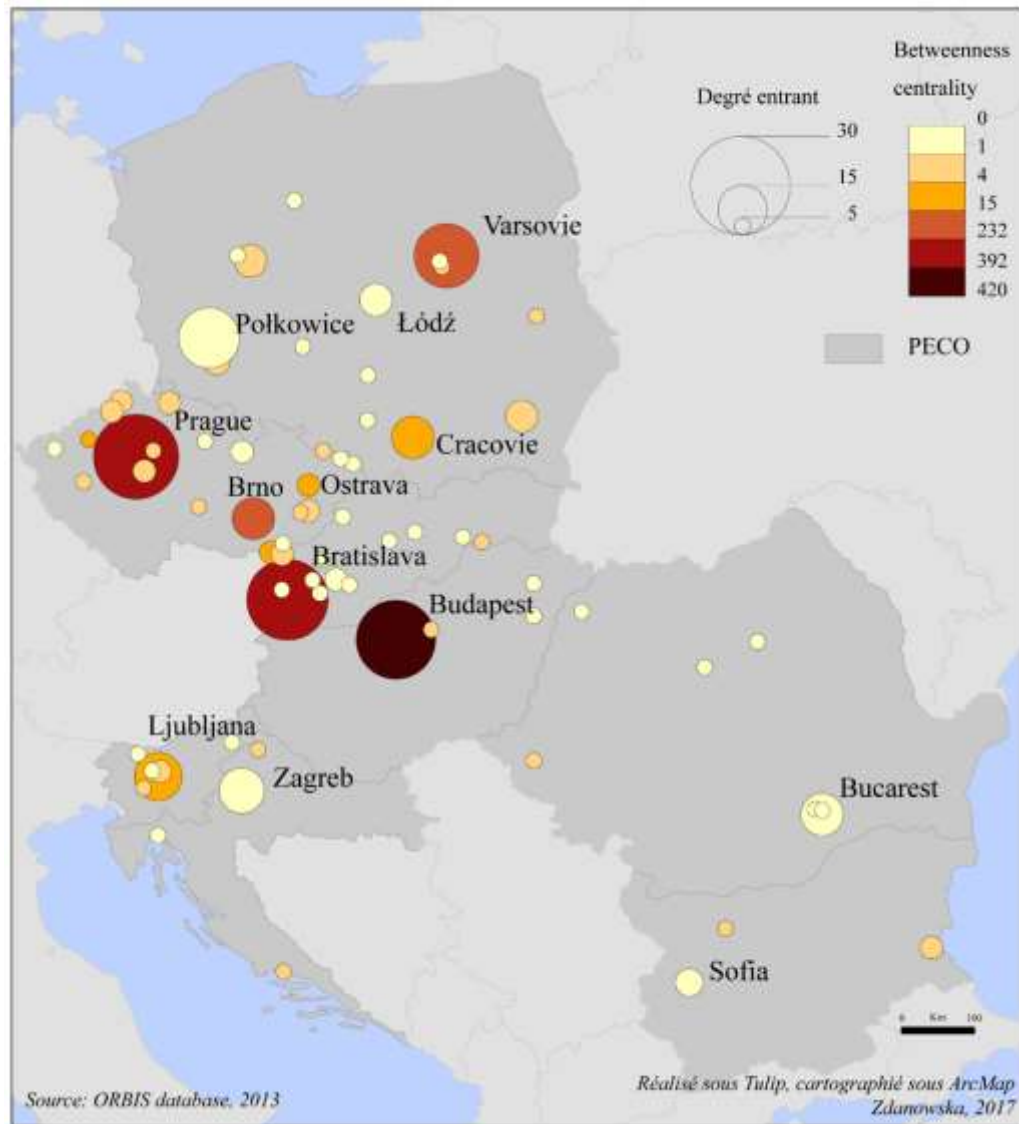 Betweenness
centrality
Degré entrant
0
30
1
4
15
15
5
232
392
420
Varsovie
Połkowice
Łódź
PECO
Prague
Cracovie
Brno
Ostrava
Bratislava
Budapest
Ljubljana
Zagreb
Bucarest
Sofia
0 Km 100
Source: ORBIS database, 2013
Réalisé sous Tulip, cartographié sous ArcMap
Zdanowska, 2017